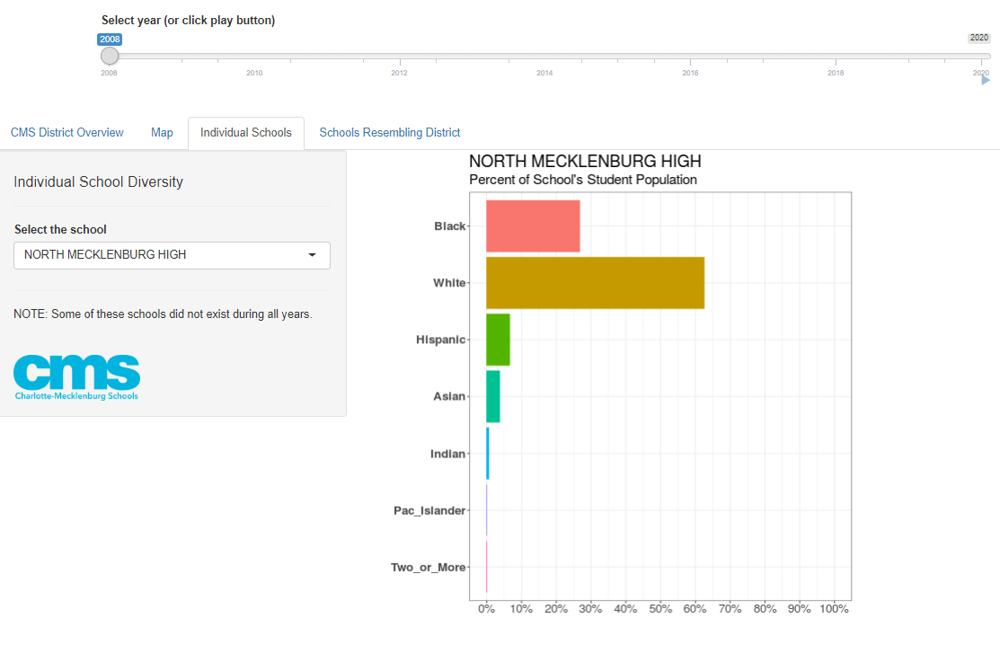 Select year (or click play button)
2008 2020
2008 2010 2012 2014 2016 2018 2020
CMS District Overview Map Individual Schools Schools Resembling District
Individual School Diversity
Select the school
NORTH MECKLENBURG HIGH
NOTE: Some of these schools did not exist during all years.
cms
Charlotte-Mecklenburg Schools
NORTH MECKLENBURG HIGH
Percent of School's Student Population
Black
White
Hispanic
Asian
Indian
Pac_Islander
Two_or_More
0% 10% 20% 30% 40% 50% 60% 70% 80% 90% 100%